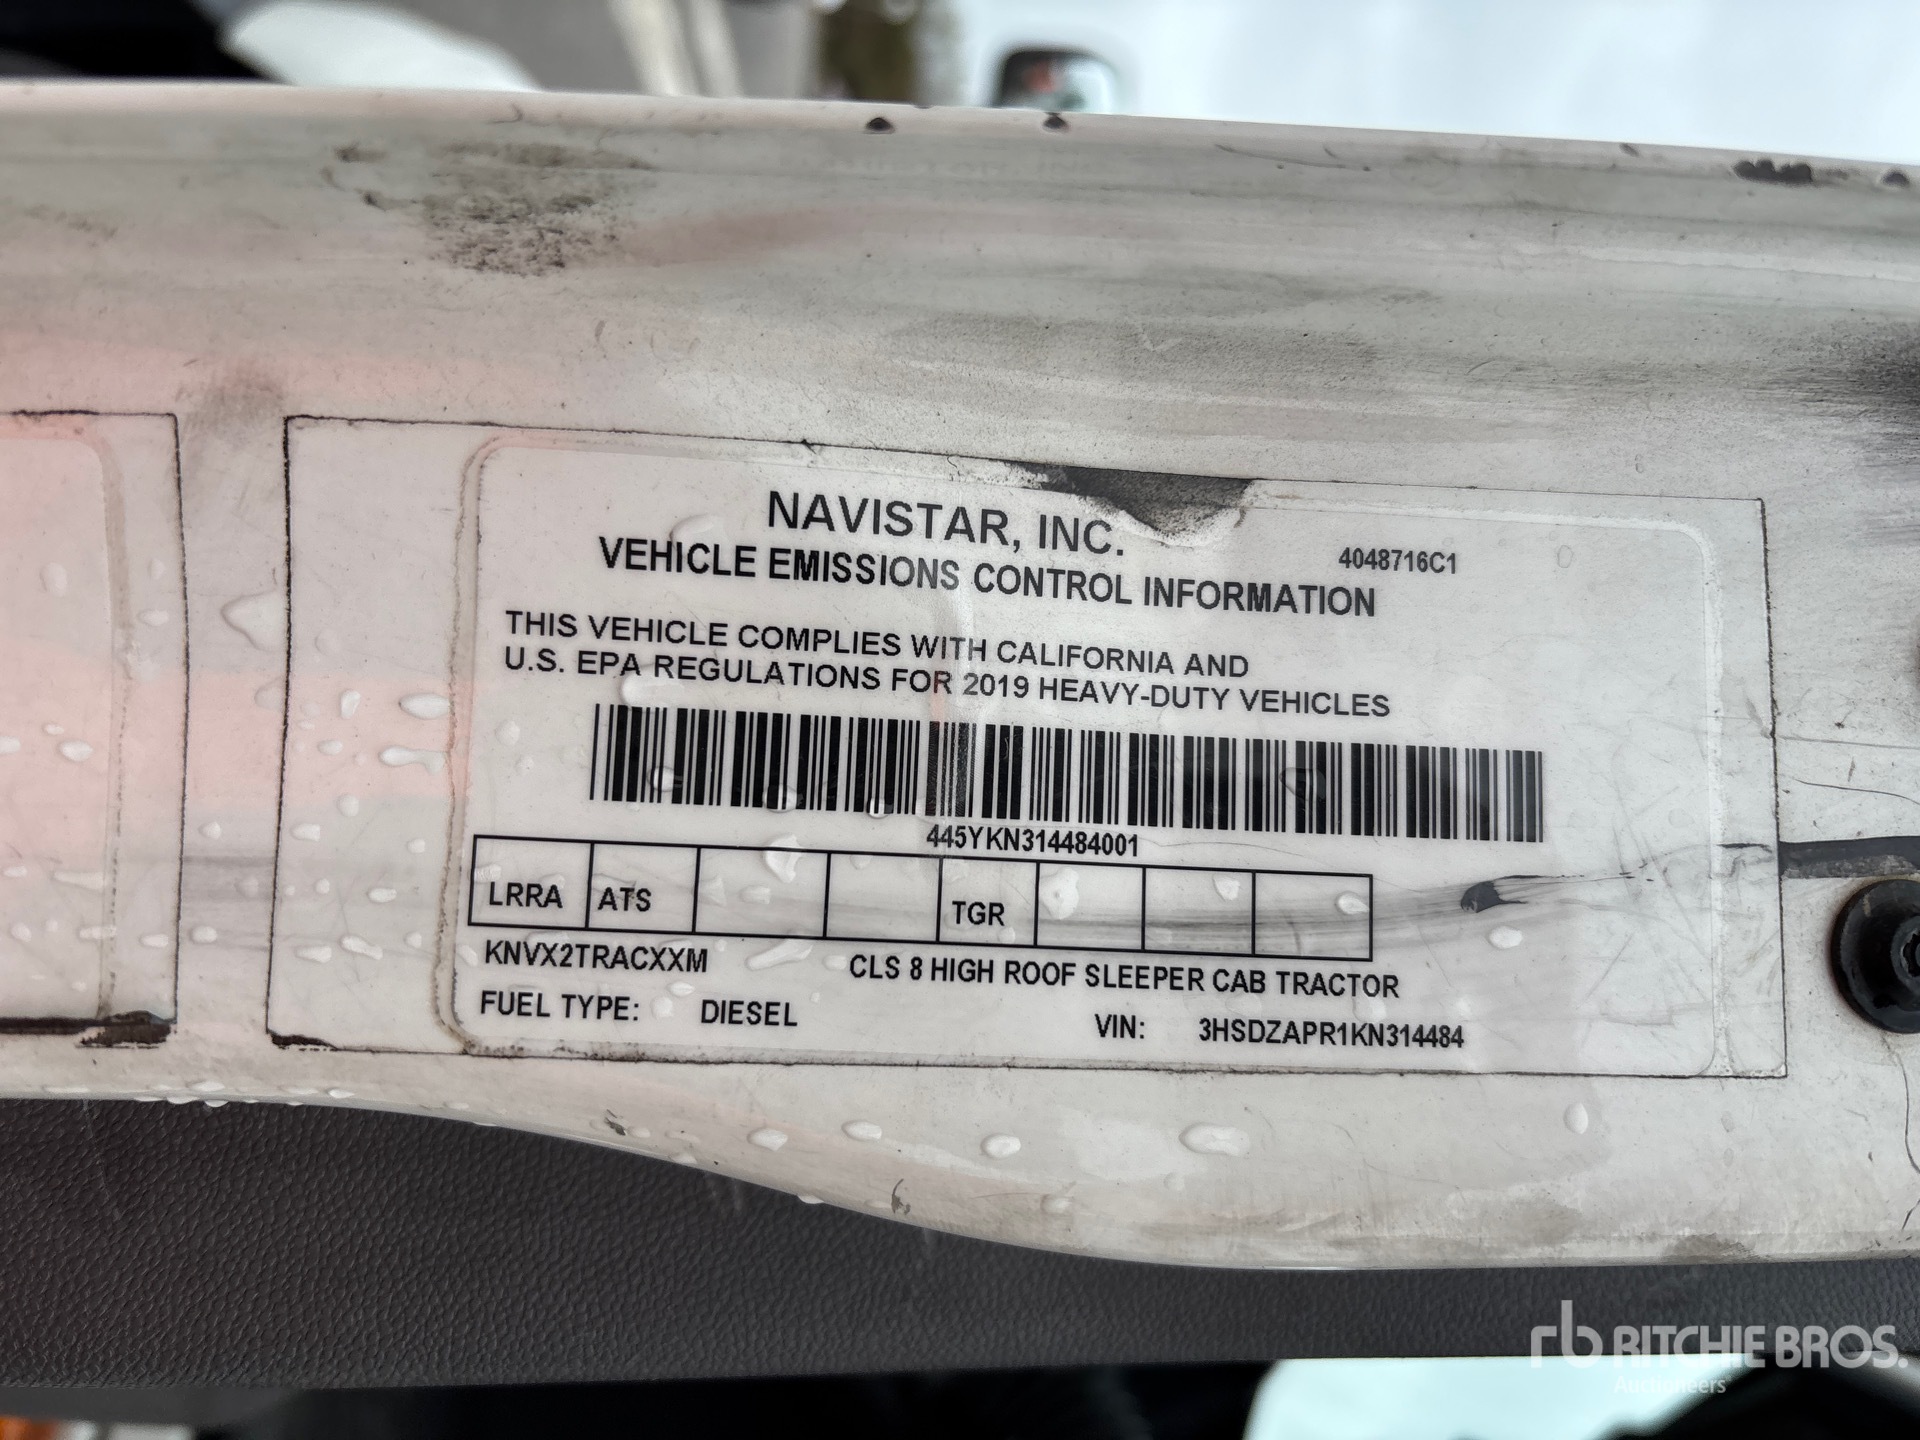 NAVISTAR, INC.
4048716C1
VEHICLE EMISSIONS CONTROL INFORMATION
THIS VEHICLE COMPLIES WITH CALIFORNIA AND
U.S. EPA REGULATIONS FOR 2019 HEAVY-DUTY VEHICLES
445YKN314484001
LRRA ATS TGR
KNVX2TRACXXM CLS 8 HIGH ROOF SLEEPER CAB TRACTOR
FUEL TYPE: DIESEL VIN: 3HSDZAPR1KN314484
rb RITCHIE BROS.
Auctioneers